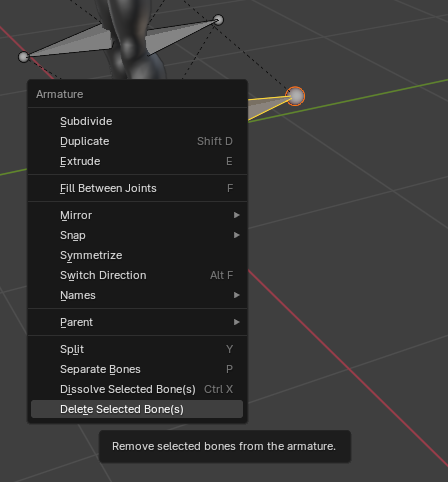 Armature
Subdivide
Duplicate Shift D
Extrude E
Fill Between Joints F
Mirror
Snap
Symmetrize
Switch Direction Alt F
Names
Parent
Split Y
Separate Bones P
Dissolve Selected Bone(s) Ctrl X
Delete Selected Bone(s)
Remove selected bones from the armature.